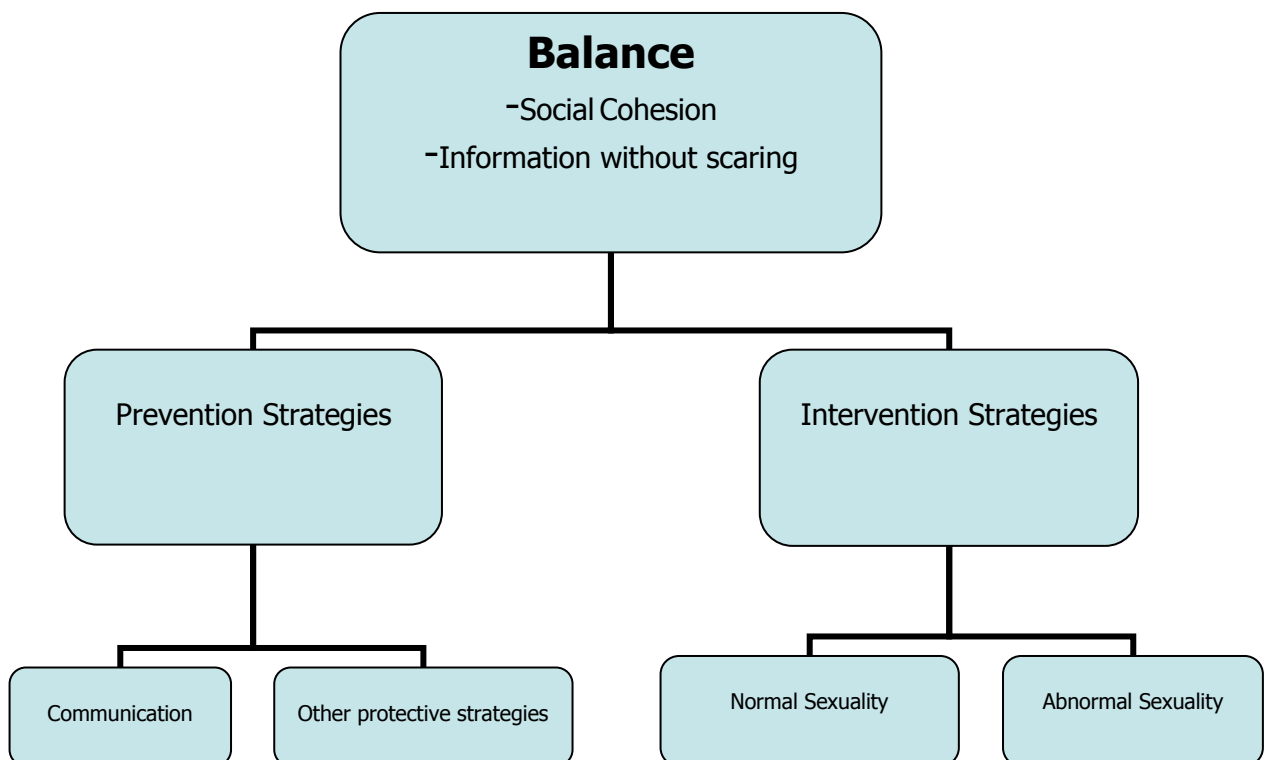 Balance
-Social Cohesion
-Information without scaring
Prevention Strategies
Intervention Strategies
Communication
Other protective strategies
Normal Sexuality
Abnormal Sexuality